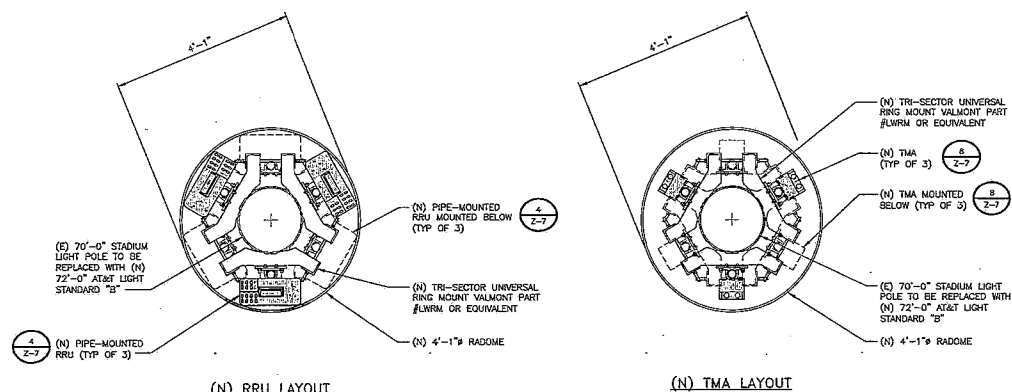 4'-1"
(N) PIPE-MOUNTED
RRU MOUNTED BELOW
(TYP OF 3)
4
Z-7
(E) 70'-0" STADIUM
LIGHT POLE TO BE
REPLACED WITH (N)
72'-0" AT&T LIGHT
STANDARD "B"
(N) TRI-SECTOR UNIVERSAL
RING MOUNT VALMONT PART
#LWRM OR EQUIVALENT
4
Z-7
(N) PIPE-MOUNTED
RRU (TYP OF 3)
(N) 4'-1"ø RADOME
(N) RRU LAYOUT
4'-1"
(N) TRI-SECTOR UNIVERSAL
RING MOUNT VALMONT PART
#LWRM OR EQUIVALENT
(N) TMA
(TYP OF 3)
8
Z-7
(N) TMA MOUNTED
BELOW (TYP OF 3)
8
Z-7
(E) 70'-0" STADIUM LIGHT
POLE TO BE REPLACED WITH
(N) 72'-0" AT&T LIGHT
STANDARD "B"
(N) 4'-1"ø RADOME
(N) TMA LAYOUT